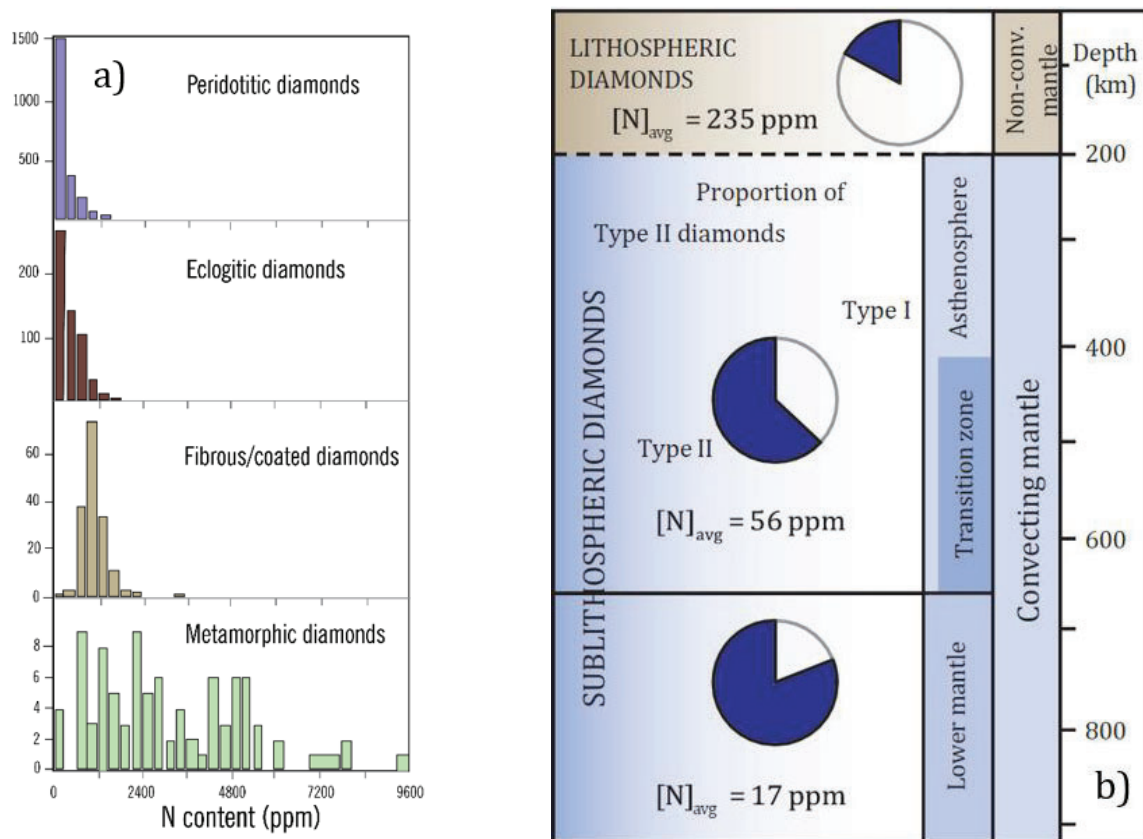 a)
1500
1000
500
Peridotitic diamonds
200
100
Eclogitic diamonds
60
40
20
0
Fibrous/coated diamonds
8
6
4
2
0
Metamorphic diamonds
0 2400 4800 7200 9600
N content (ppm)
LITHOSPHERIC
DIAMONDS
[N]avg = 235 ppm
Non-conv.
mantle
Depth
(km)
200
400
600
800
Proportion of
Type II diamonds
Type I
Type II
[N]avg = 56 ppm
SUBLITHOSPHERIC DIAMONDS
Asthenosphere
Transition zone
Convecting mantle
Lower mantle
[N]avg = 17 ppm
b)